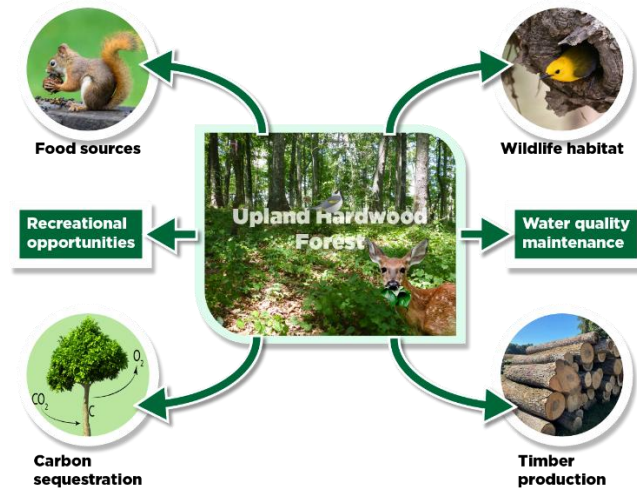 Food sources
Wildlife habitat
Upland Hardwood
Forest
Recreational
opportunities
Water quality
maintenance
CO2
C
O2
Carbon
sequestration
Timber
production